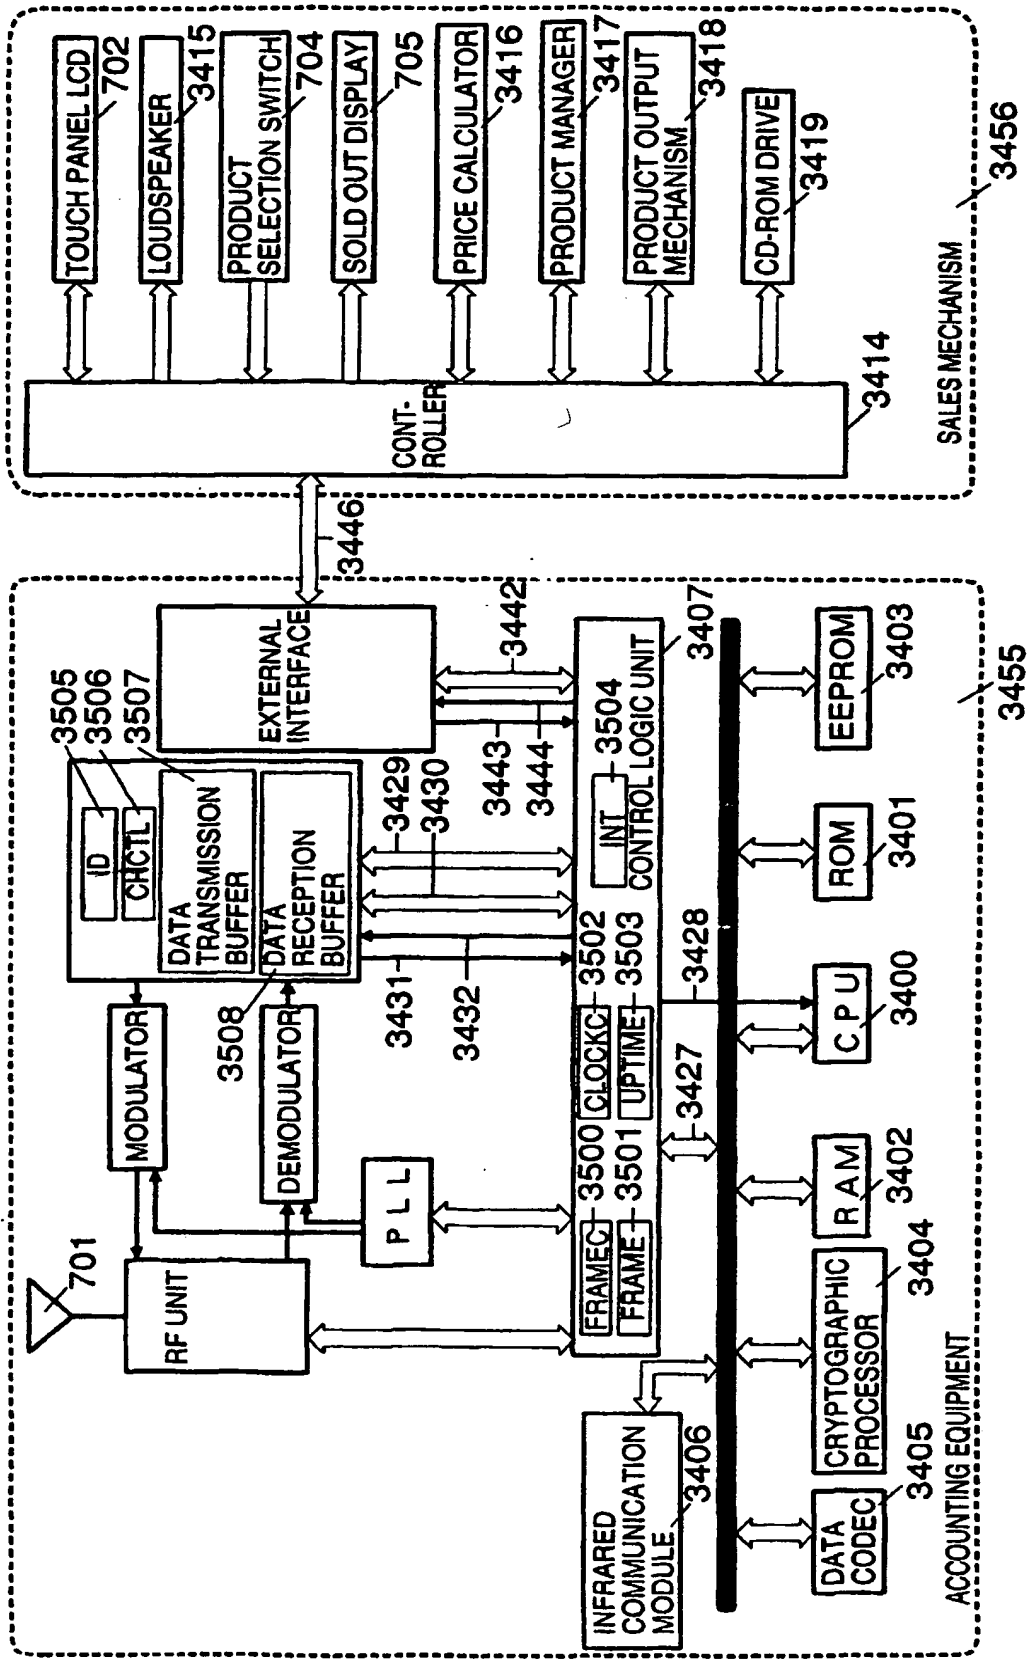 701
RF UNIT
MODULATOR
DEMODULATOR
P L L
ID
CHCTL
DATA
TRANSMISSION
BUFFER
DATA
RECEPTION
BUFFER
3505
3506
3507
3508
EXTERNAL
INTERFACE
3446
3431
3432
3429
3430
3443
3444
3442
INFRARED
COMMUNICATION
MODULE
3406
FRAMEC
3500
FRAME
3501
CLOCKC
3502
UPTIME
3503
INT
3504
CONTROL LOGIC UNIT
3407
3427
3428
DATA
CODEC
3405
CRYPTOGRAPHIC
PROCESSOR
3404
R A M
3402
C P U
3400
ROM
3401
EEPROM
3403
ACCOUNTING EQUIPMENT
3455
CONT-
ROLLER
3414
TOUCH PANEL LCD
702
LOUDSPEAKER
3415
PRODUCT
SELECTION SWITCH
704
SOLD OUT DISPLAY
705
PRICE CALCULATOR
3416
PRODUCT MANAGER
3417
PRODUCT OUTPUT
MECHANISM
3418
CD-ROM DRIVE
3419
SALES MECHANISM
3456